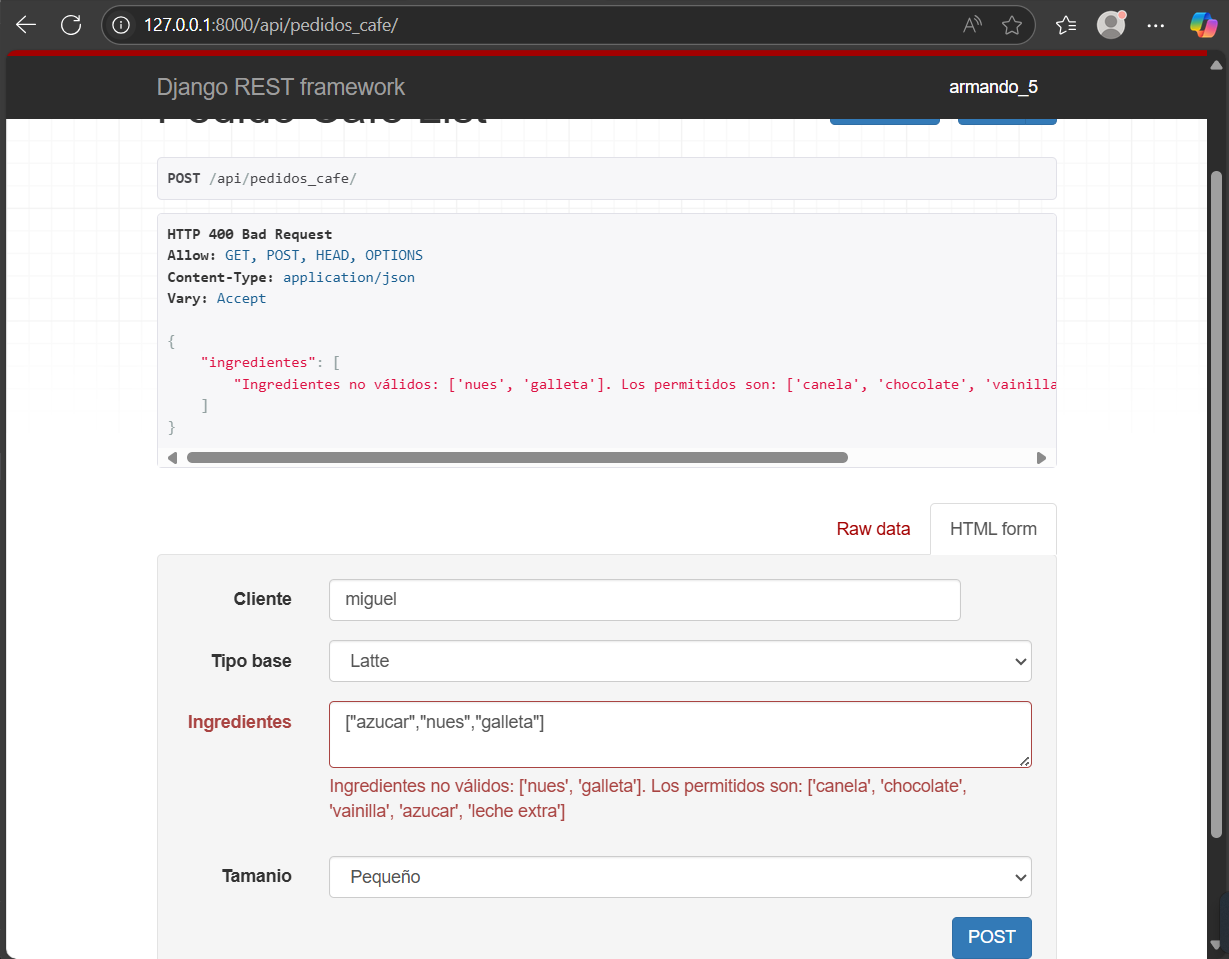 127.0.0.1:8000/api/pedidos_cafe/
Django REST framework
armando_5
Pedido Cafe List
POST /api/pedidos_cafe/
HTTP 400 Bad Request
Allow: GET, POST, HEAD, OPTIONS
Content-Type: application/json
Vary: Accept
{
"ingredientes": [
"Ingredientes no válidos: ['nues', 'galleta']. Los permitidos son: ['canela', 'chocolate', 'vainilla
]
}
Raw data
HTML form
Cliente
miguel
Tipo base
Latte
Ingredientes
["azucar","nues","galleta"]
Ingredientes no válidos: ['nues', 'galleta']. Los permitidos son: ['canela', 'chocolate',
'vainilla', 'azucar', 'leche extra']
Tamanio
Pequeño
POST